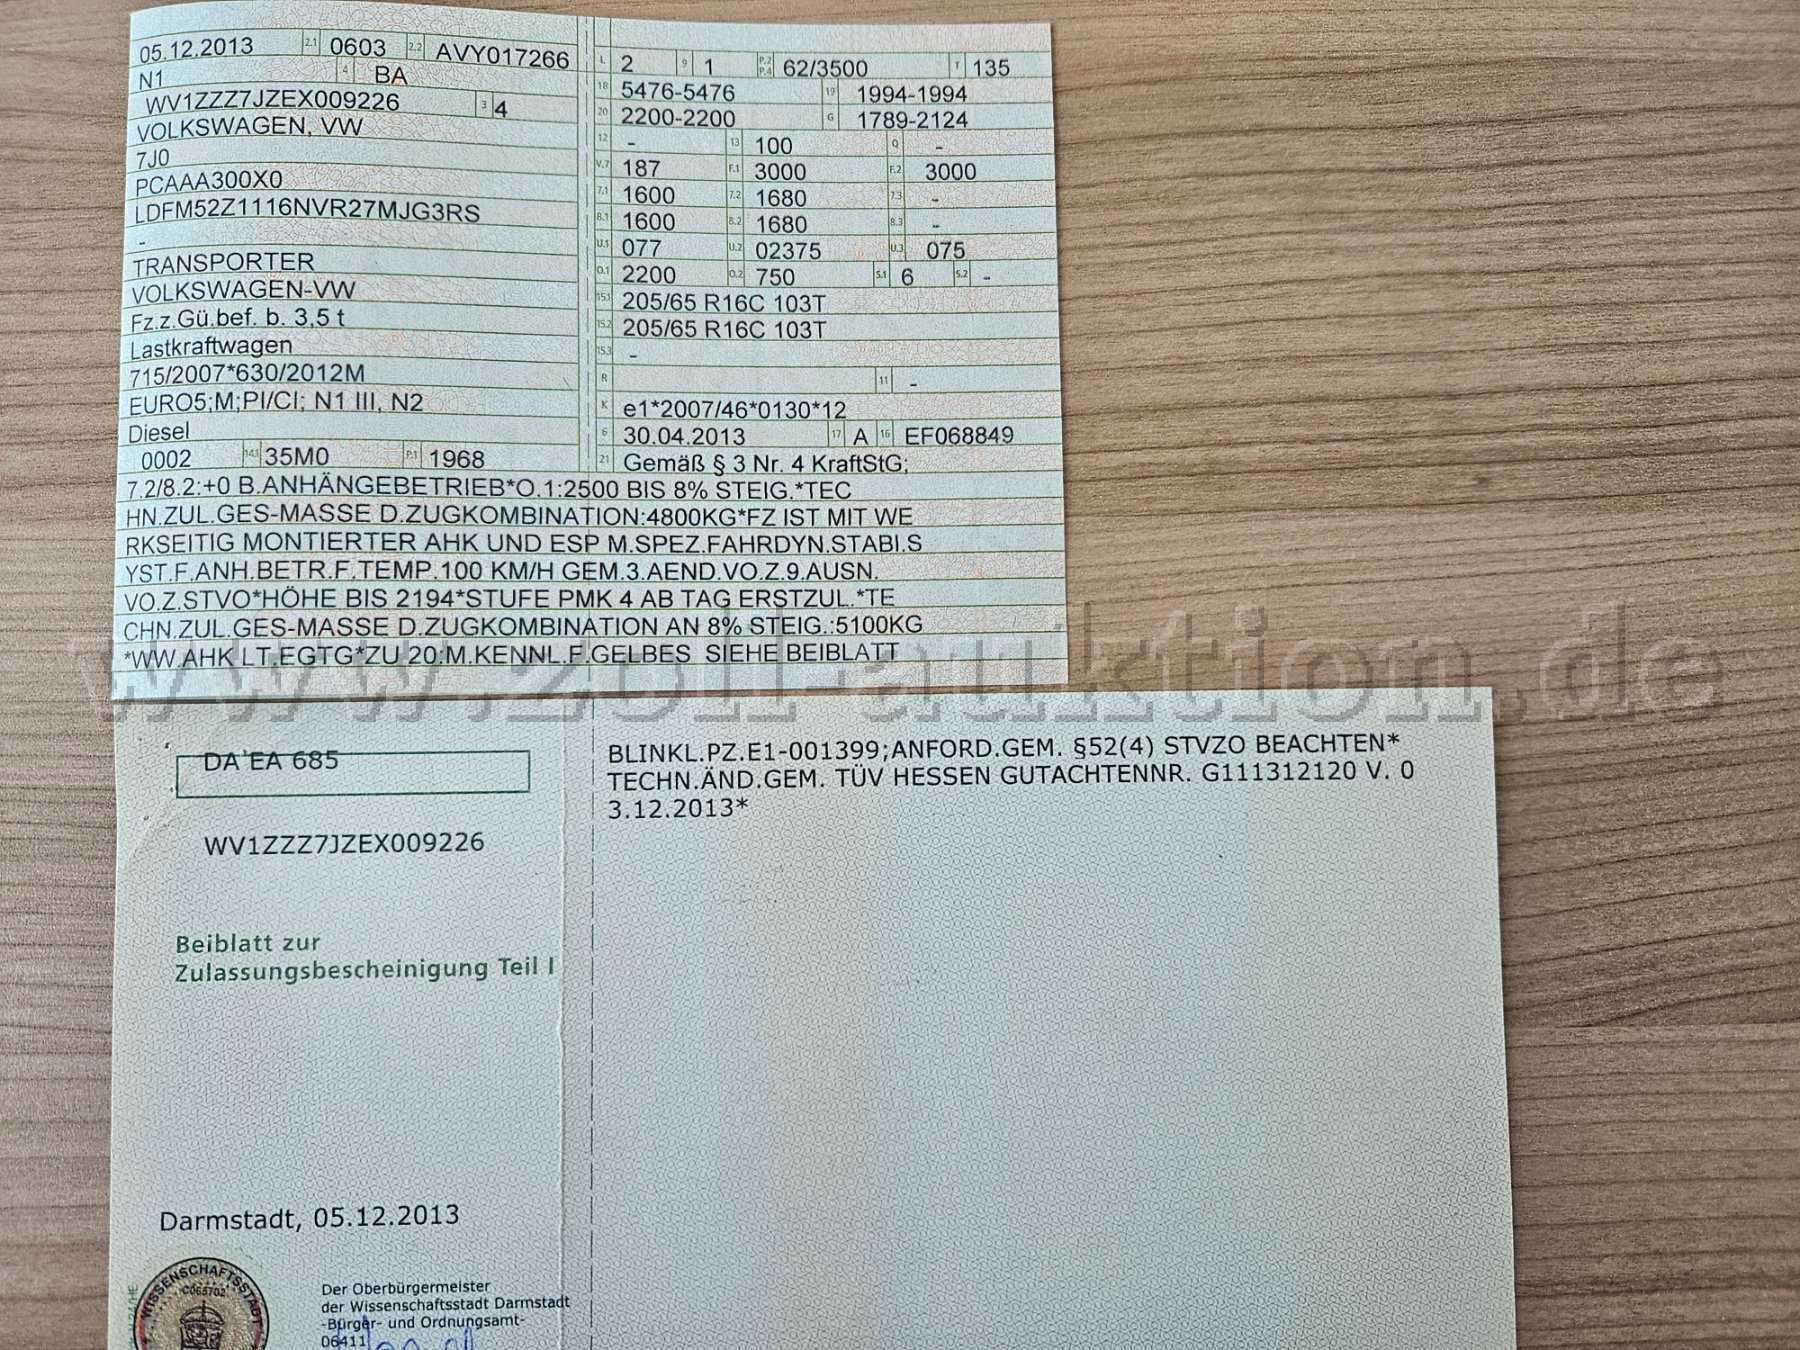 05.12.2013 2.1 0603 2.2 AVY017266
N1 4 BA
WV1ZZZ7JZEX009226 3 4
VOLKSWAGEN, VW
7J0
PCAAA300X0
LDFM52Z1116NVR27MJG3RS
-
TRANSPORTER
VOLKSWAGEN-VW
Fz.z.Gü.bef. b. 3,5 t
Lastkraftwagen
715/2007*630/2012M
EURO5;M;PI/CI; N1 III, N2
Diesel
0002 14.1 35M0 P.1 1968
L 2 9 1 P.2 P.4 62/3500 T 135
18 5476-5476 19 1994-1994
20 2200-2200 G 1789-2124
12 - 13 100 Q -
V.7 187 F.1 3000 F.2 3000
7.1 1600 7.2 1680 7.3 -
8.1 1600 8.2 1680 8.3 -
U.1 077 U.2 02375 U.3 075
O.1 2200 O.2 750 S.1 6 S.2 -
15.1 205/65 R16C 103T
15.2 205/65 R16C 103T
15.3 -
R 11 -
K e1*2007/46*0130*12
6 30.04.2013 17 A 16 EF068849
21 Gemäß § 3 Nr. 4 KraftStG;
7.2/8.2:+0 B.ANHÄNGEBETRIEB*O.1:2500 BIS 8% STEIG.*TEC
HN.ZUL.GES-MASSE D.ZUGKOMBINATION:4800KG*FZ IST MIT WE
RKSEITIG MONTIERTER AHK UND ESP M.SPEZ.FAHRDYN.STABI.S
YST.F.ANH.BETR.F.TEMP.100 KM/H GEM.3.AEND.VO.Z.9.AUSN.
VO.Z.STVO*HÖHE BIS 2194*STUFE PMK 4 AB TAG ERSTZUL.*TE
CHN.ZUL.GES-MASSE D.ZUGKOMBINATION AN 8% STEIG.:5100KG
*WW.AHK LT.EGTG*ZU 20:M.KENNL.F.GELBES SIEHE BEIBLATT
www.zoll-auktion.de
DA EA 685
WV1ZZZ7JZEX009226
Beiblatt zur
Zulassungsbescheinigung Teil I
Darmstadt, 05.12.2013
WISSENSCHAFTSSTADT
C065702
Der Oberbürgermeister
der Wissenschaftsstadt Darmstadt
-Bürger- und Ordnungsamt-
06411
BLINKL.PZ.E1-001399;ANFORD.GEM. §52(4) STVZO BEACHTEN*
TECHN.ÄND.GEM. TÜV HESSEN GUTACHTENNR. G111312120 V. 0
3.12.2013*